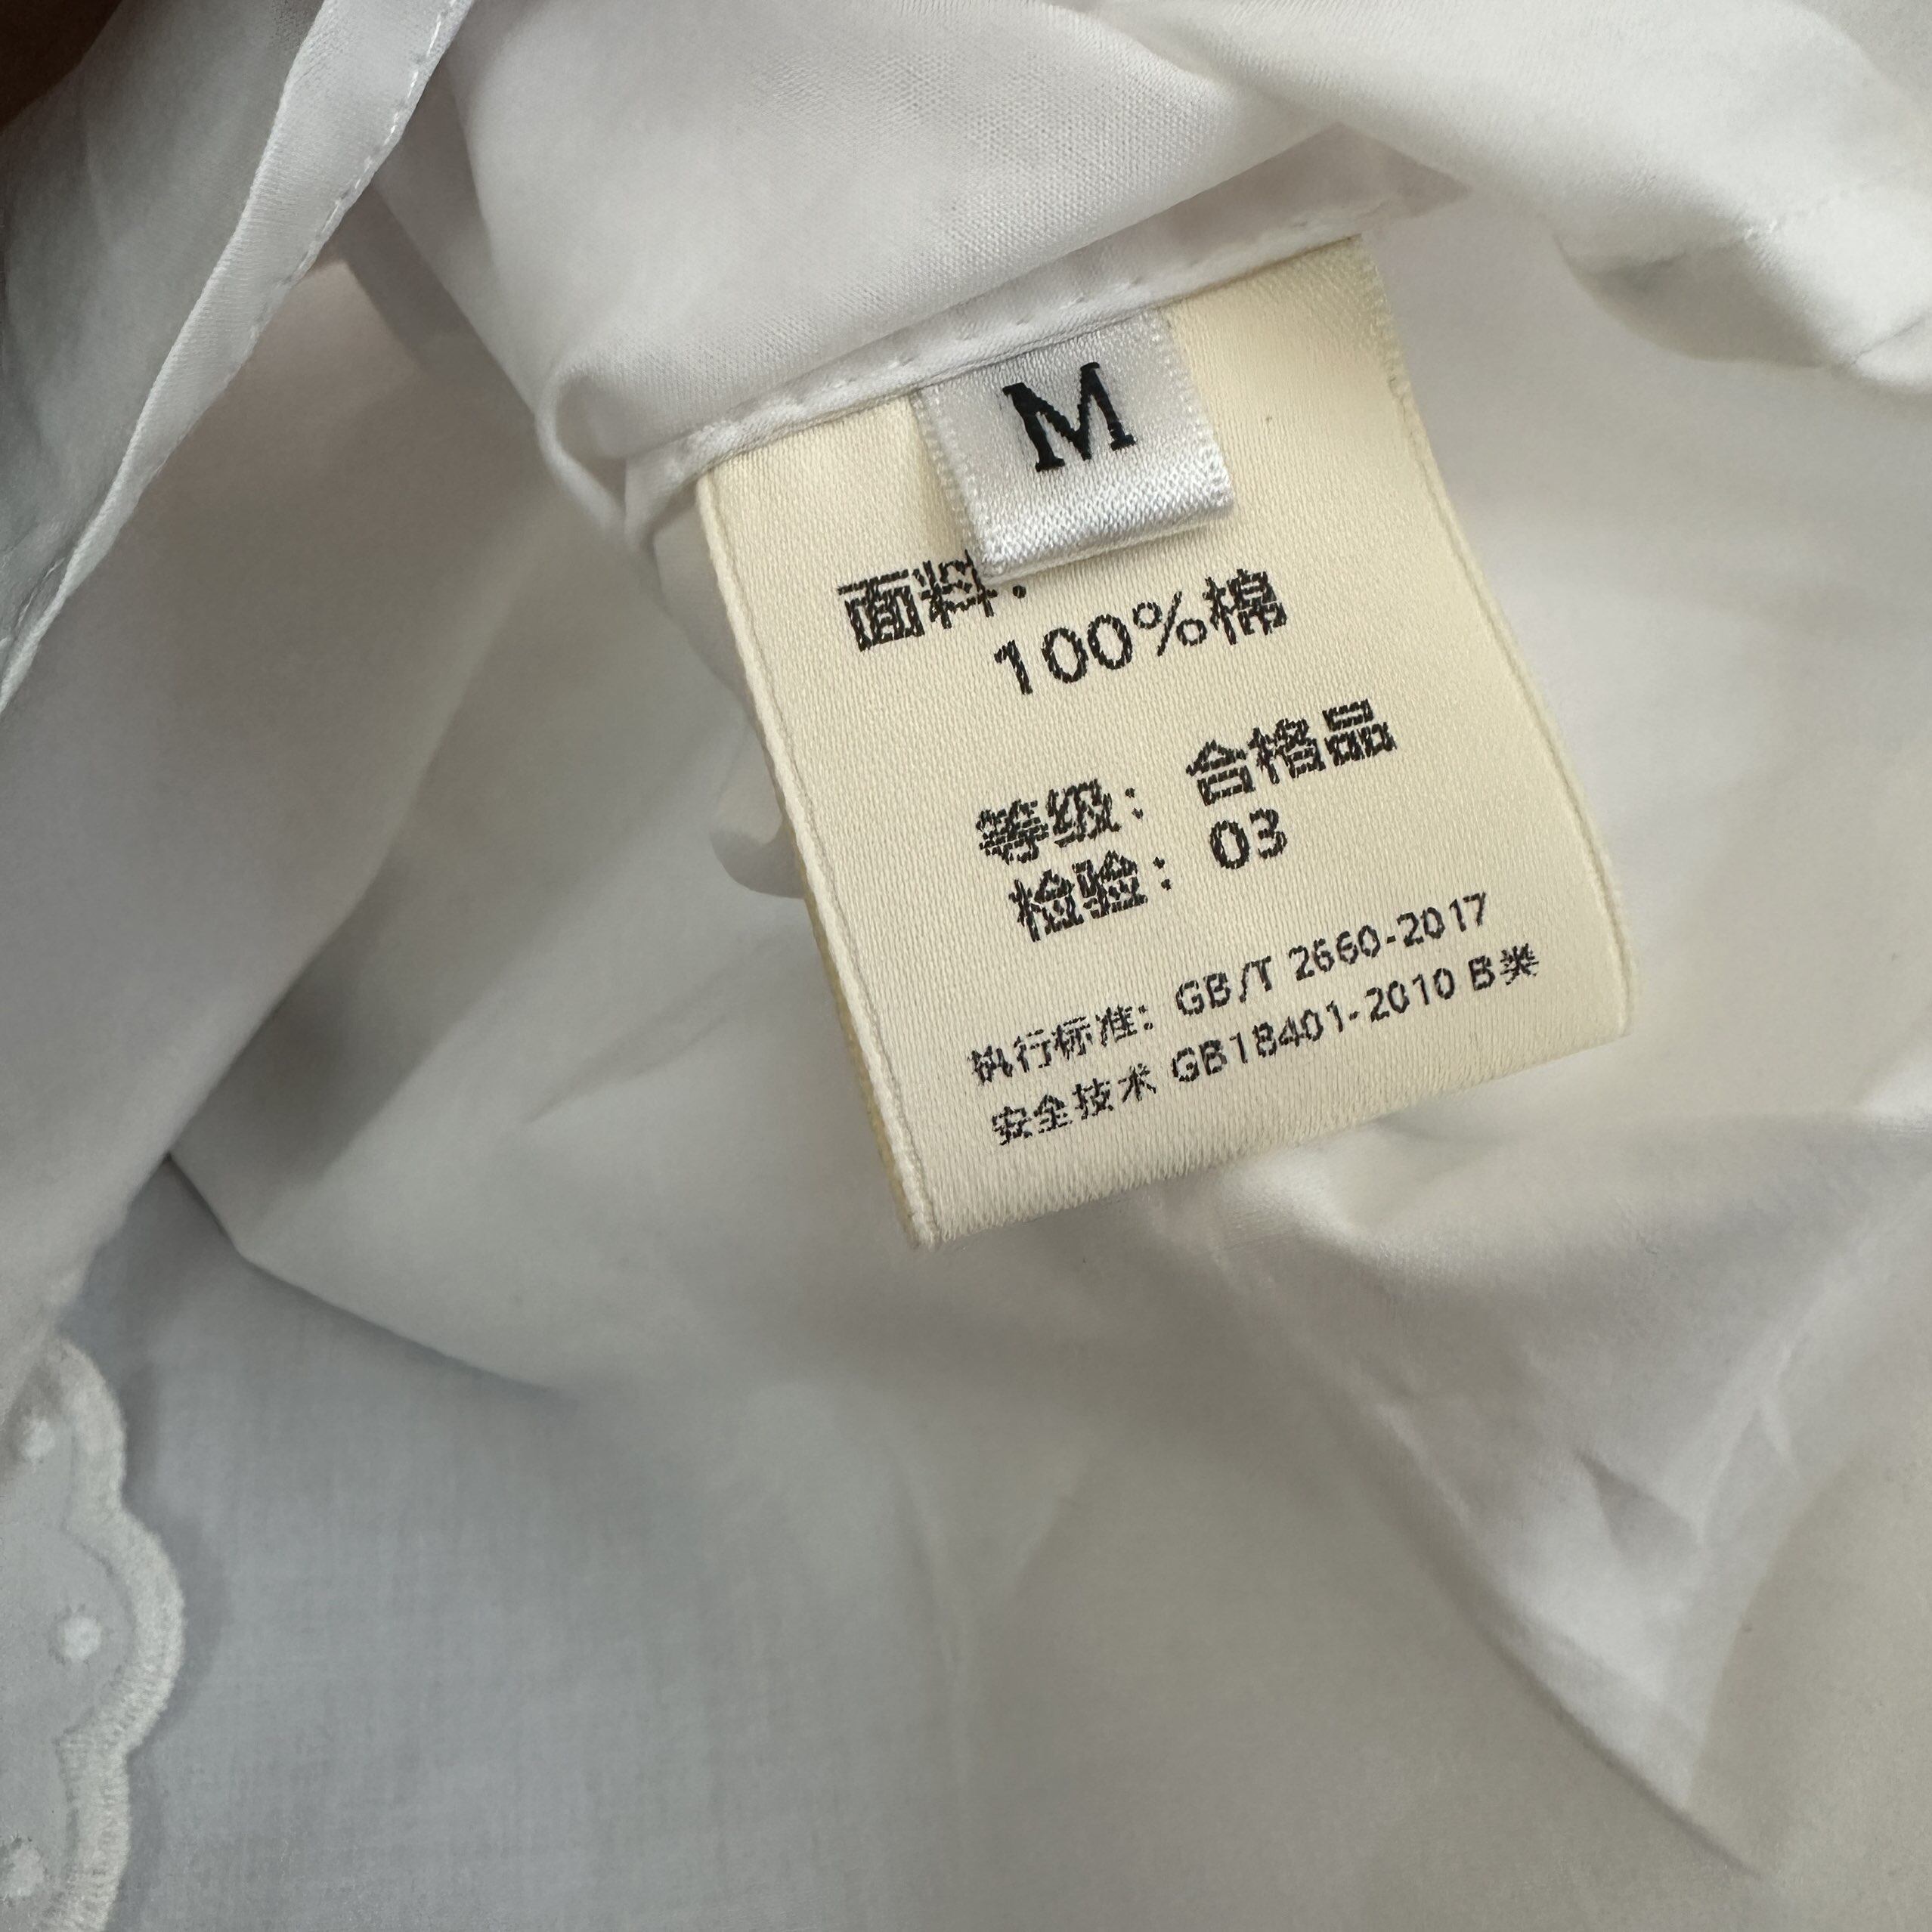 M
面料:
100%棉
等级: 合格品
检验: 03
执行标准: GB/T 2660-2017
安全技术 GB18401-2010 B类